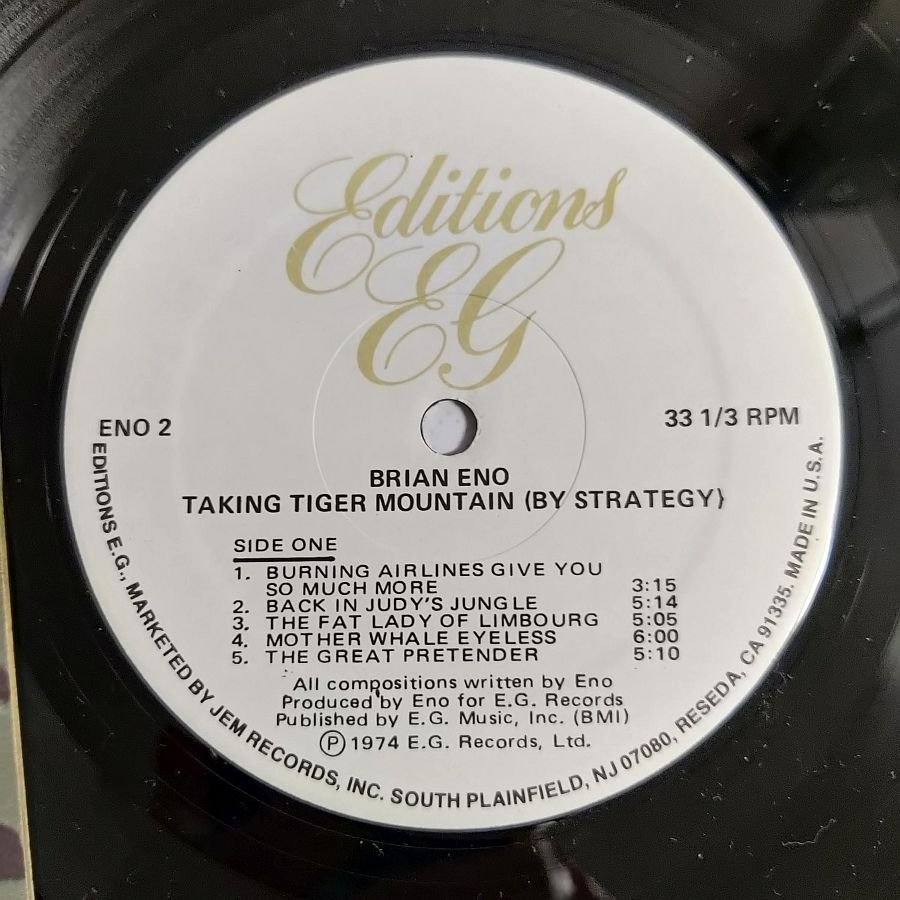 Editions
EG
ENO 2
33 1/3 RPM
BRIAN ENO
TAKING TIGER MOUNTAIN (BY STRATEGY)
SIDE ONE
1. BURNING AIRLINES GIVE YOU
SO MUCH MORE 3:15
2. BACK IN JUDY'S JUNGLE 5:14
3. THE FAT LADY OF LIMBOURG 5:05
4. MOTHER WHALE EYELESS 6:00
5. THE GREAT PRETENDER 5:10
All compositions written by Eno
Produced by Eno for E.G. Records
Published by E.G. Music, Inc. (BMI)
Ⓟ 1974 E.G. Records, Ltd.
EDITIONS E.G., MARKETED BY JEM RECORDS, INC. SOUTH PLAINFIELD, NJ 07080, RESEDA, CA 91335. MADE IN U.S.A.